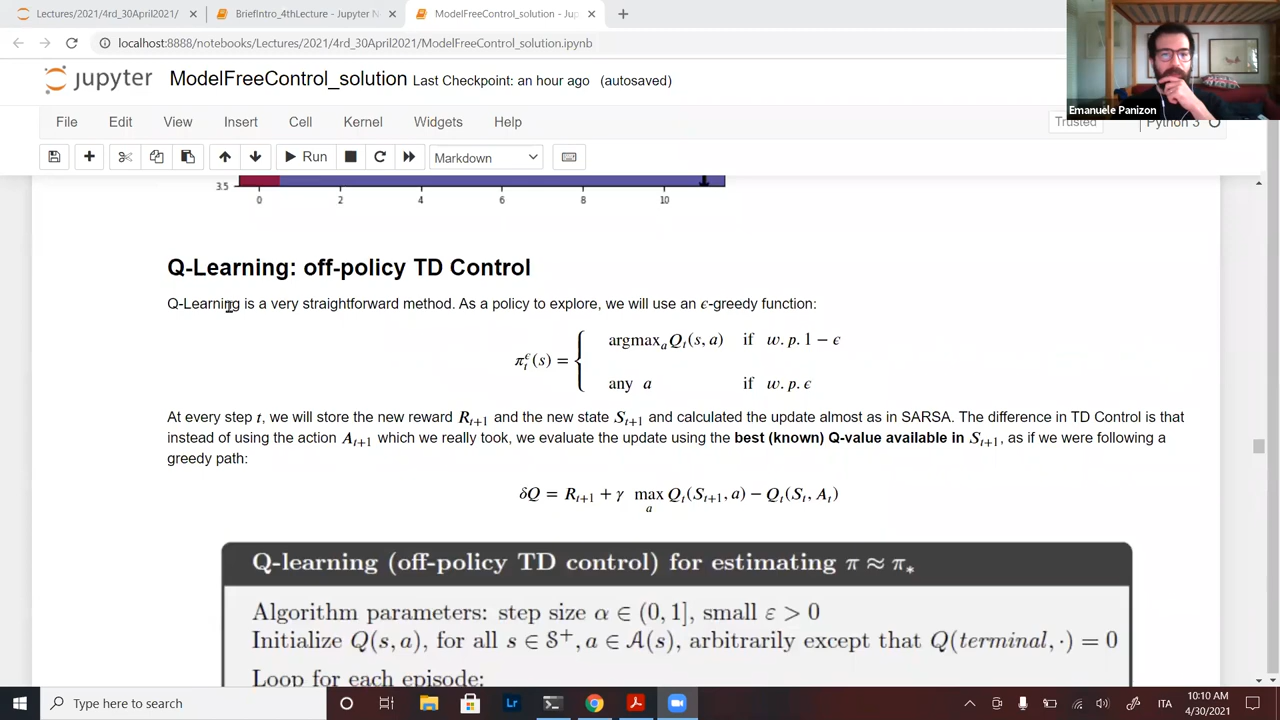 Lectures/2021/4rd_30April2021/
BriefIntro_4thLecture - Jupyter N
ModelFreeControl_solution - Jup
localhost:8888/notebooks/Lectures/2021/4rd_30April2021/ModelFreeControl_solution.ipynb
Emanuele Panizon
jupyter ModelFreeControl_solution Last Checkpoint: an hour ago (autosaved)
File Edit View Insert Cell Kernel Widgets Help Trusted Python 3
Run Markdown
3.5
0 2 4 6 8 10
Q-Learning: off-policy TD Control
Q-Learning is a very straightforward method. As a policy to explore, we will use an ϵ-greedy function:
π_t^ϵ(s) = { argmax_a Q_t(s, a) if w. p. 1 − ϵ
any a if w. p. ϵ
At every step t, we will store the new reward R_{t+1} and the new state S_{t+1} and calculated the update almost as in SARSA. The difference in TD Control is that
instead of using the action A_{t+1} which we really took, we evaluate the update using the best (known) Q-value available in S_{t+1}, as if we were following a
greedy path:
δQ = R_{t+1} + γ max_a Q_t(S_{t+1}, a) − Q_t(S_t, A_t)
Q-learning (off-policy TD control) for estimating π ≈ π_*
Algorithm parameters: step size α ∈ (0, 1], small ε > 0
Initialize Q(s, a), for all s ∈ S^+, a ∈ A(s), arbitrarily except that Q(terminal, ·) = 0
Loop for each episode:
Type here to search
Lr
ITA
10:10 AM
4/30/2021